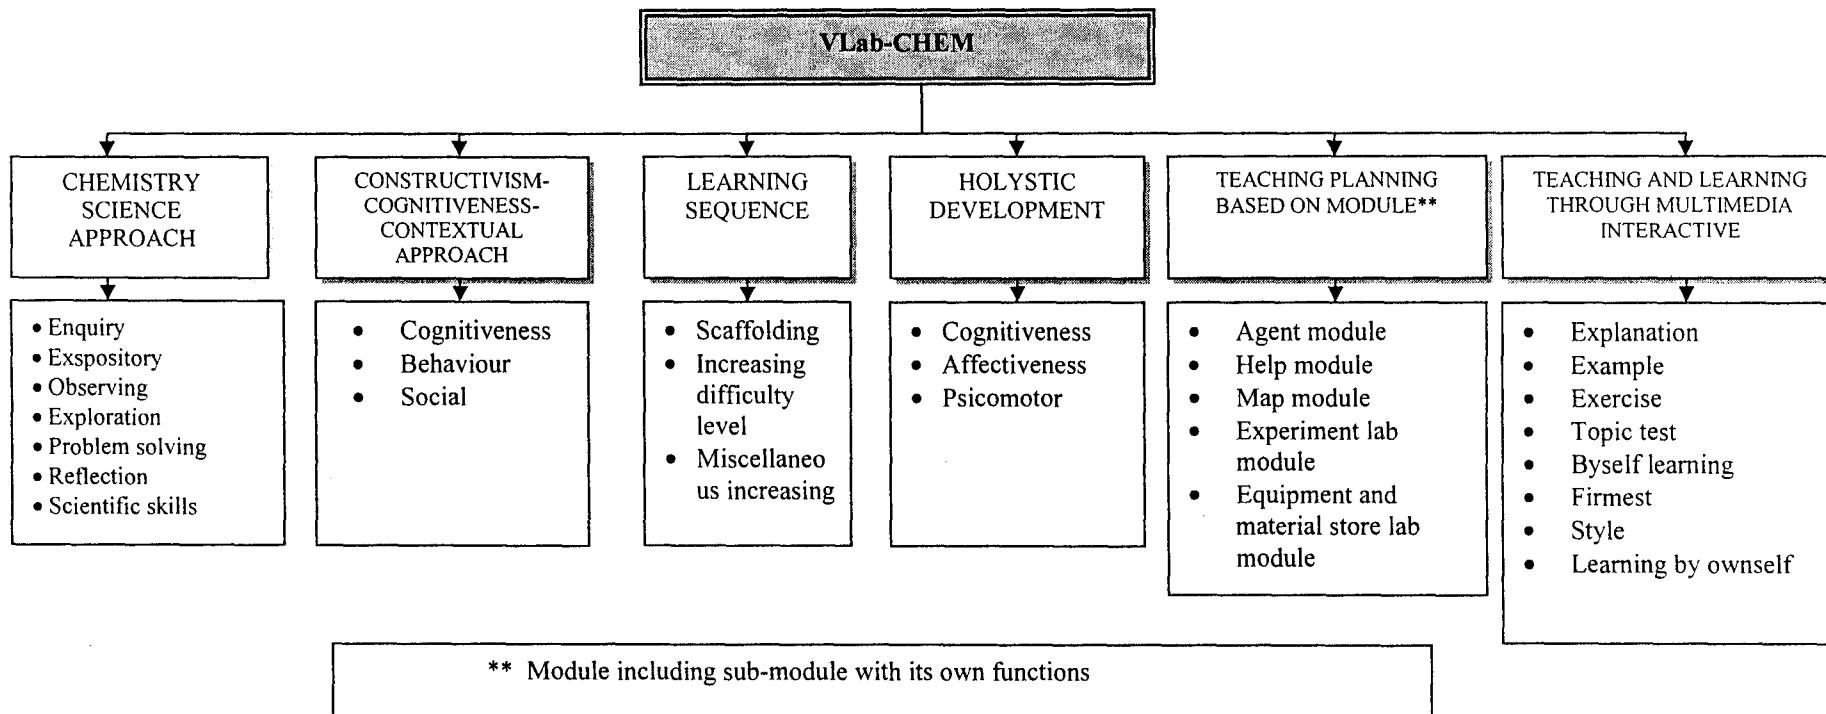 VLab-CHEM
CHEMISTRY
SCIENCE
APPROACH
CONSTRUCTIVISM-
COGNITIVENESS-
CONTEXTUAL
APPROACH
LEARNING
SEQUENCE
HOLYSTIC
DEVELOPMENT
TEACHING PLANNING
BASED ON MODULE**
TEACHING AND LEARNING
THROUGH MULTIMEDIA
INTERACTIVE
• Enquiry
• Exspository
• Observing
• Exploration
• Problem solving
• Reflection
• Scientific skills
• Cognitiveness
• Behaviour
• Social
• Scaffolding
• Increasing
difficulty
level
• Miscellaneo
us increasing
• Cognitiveness
• Affectiveness
• Psicomotor
• Agent module
• Help module
• Map module
• Experiment lab
module
• Equipment and
material store lab
module
• Explanation
• Example
• Exercise
• Topic test
• Byself learning
• Firmest
• Style
• Learning by ownself
** Module including sub-module with its own functions